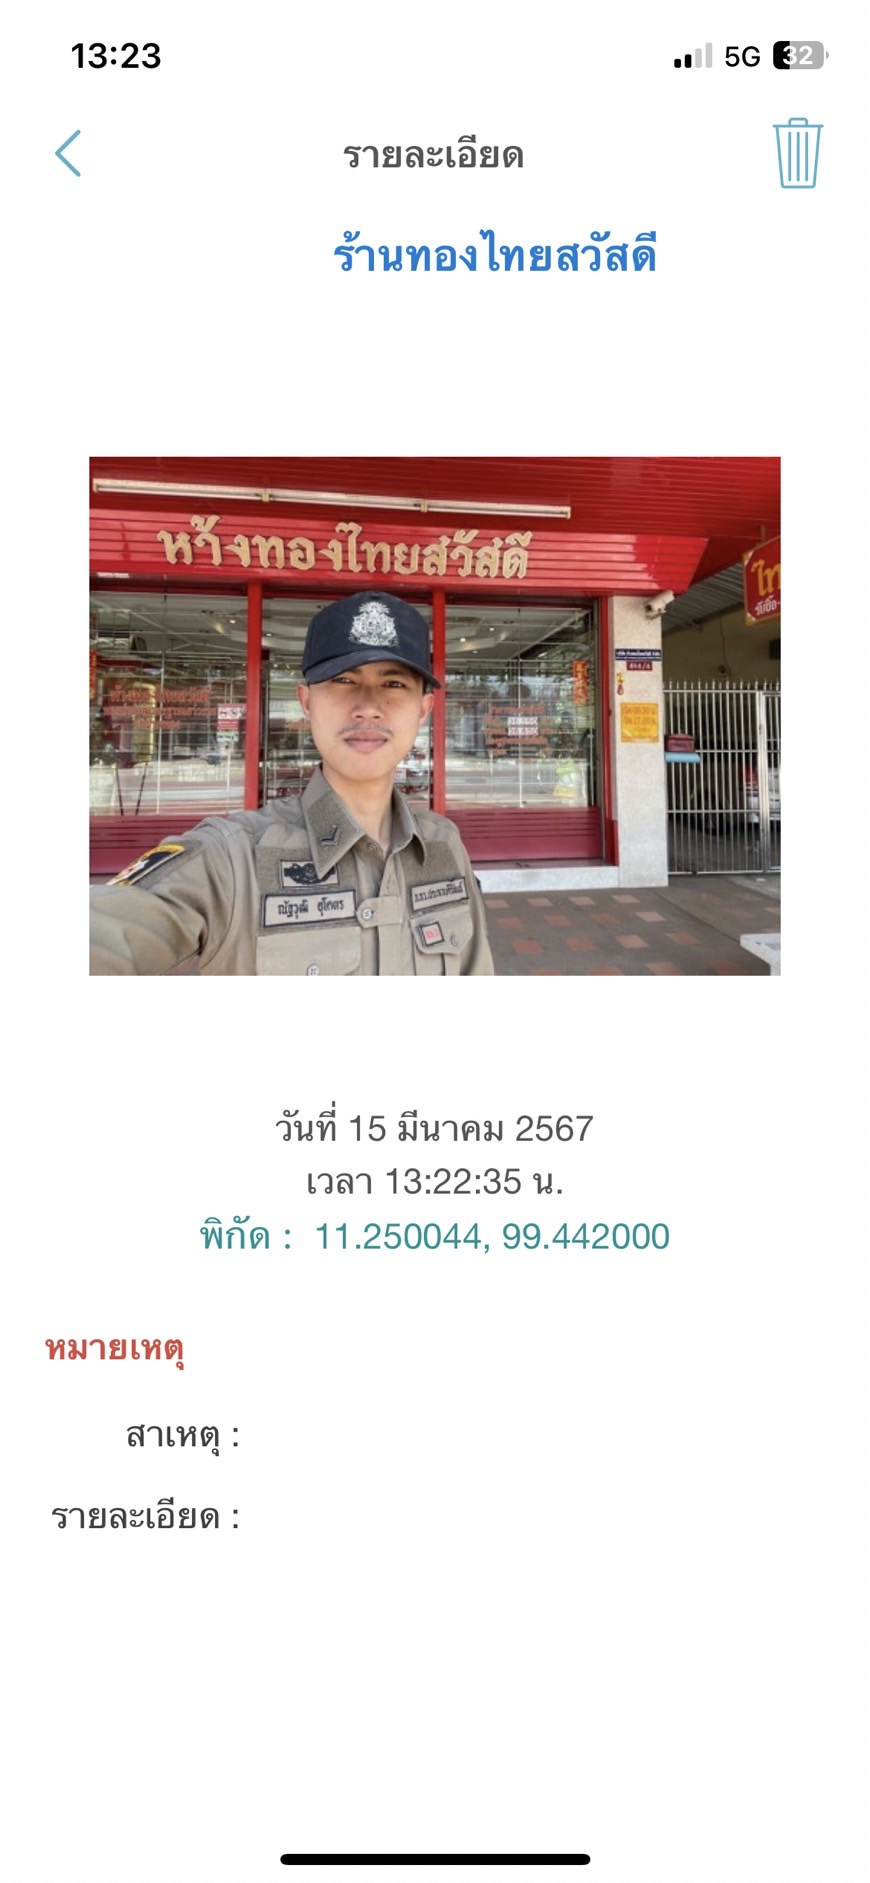 13:23
5G 32
รายละเอียด
ร้านทองไทยสวัสดี
ห้างทองไทยสวัสดี
ณัฐวุฒิ
วันที่ 15 มีนาคม 2567
เวลา 13:22:35 น.
พิกัด : 11.250044, 99.442000
หมายเหตุ
สาเหตุ :
รายละเอียด :